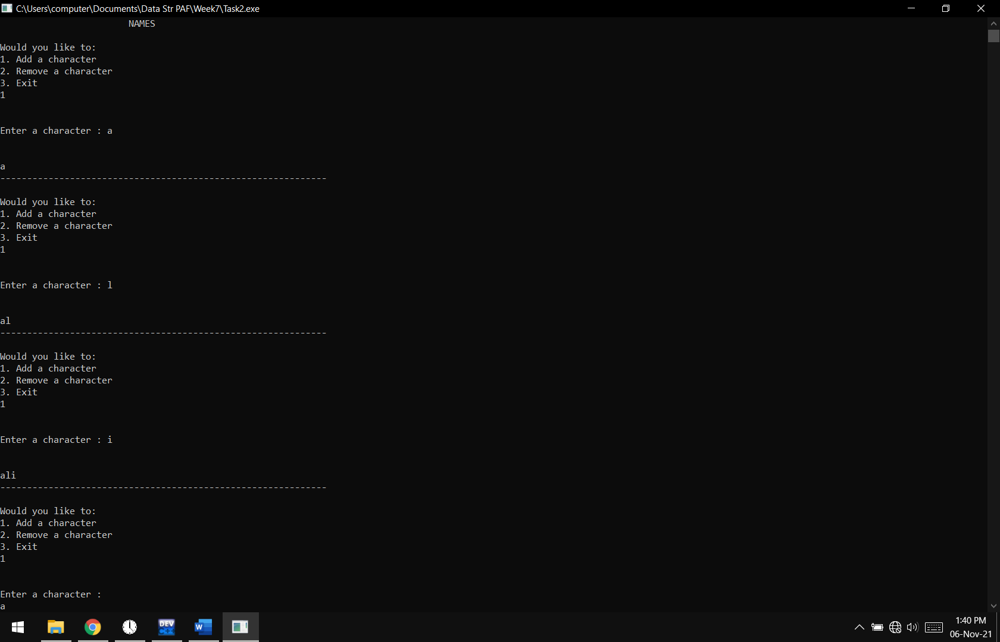 C:\Users\computer\Documents\Data Str PAF\Week7\Task2.exe
NAMES
Would you like to:
1. Add a character
2. Remove a character
3. Exit
1
Enter a character : a
a
-------------------------------------------------------------
Would you like to:
1. Add a character
2. Remove a character
3. Exit
1
Enter a character : l
al
-------------------------------------------------------------
Would you like to:
1. Add a character
2. Remove a character
3. Exit
1
Enter a character : i
ali
-------------------------------------------------------------
Would you like to:
1. Add a character
2. Remove a character
3. Exit
1
Enter a character :
a
DEV
C++
W
1:40 PM
06-Nov-21